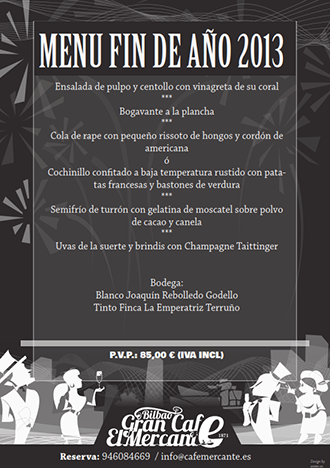 MENU FIN DE AÑO 2013
Ensalada de pulpo y centollo con vinagreta de su coral
***
Bogavante a la plancha
***
Cola de rape con pequeño rissoto de hongos y cordón de
americana
ó
Cochinillo confitado a baja temperatura rustido con pata-
tas francesas y bastones de verdura
***
Semifrío de turrón con gelatina de moscatel sobre polvo
de cacao y canela
***
Uvas de la suerte y brindis con Champagne Taittinger
Bodega:
Blanco Joaquín Rebolledo Godello
Tinto Finca La Emperatriz Terruño
P.V.P.: 85,00 € (IVA INCL)
Bilbao
Gran Café
El Mercante
Reserva: 946084669 / info@cafemercante.es